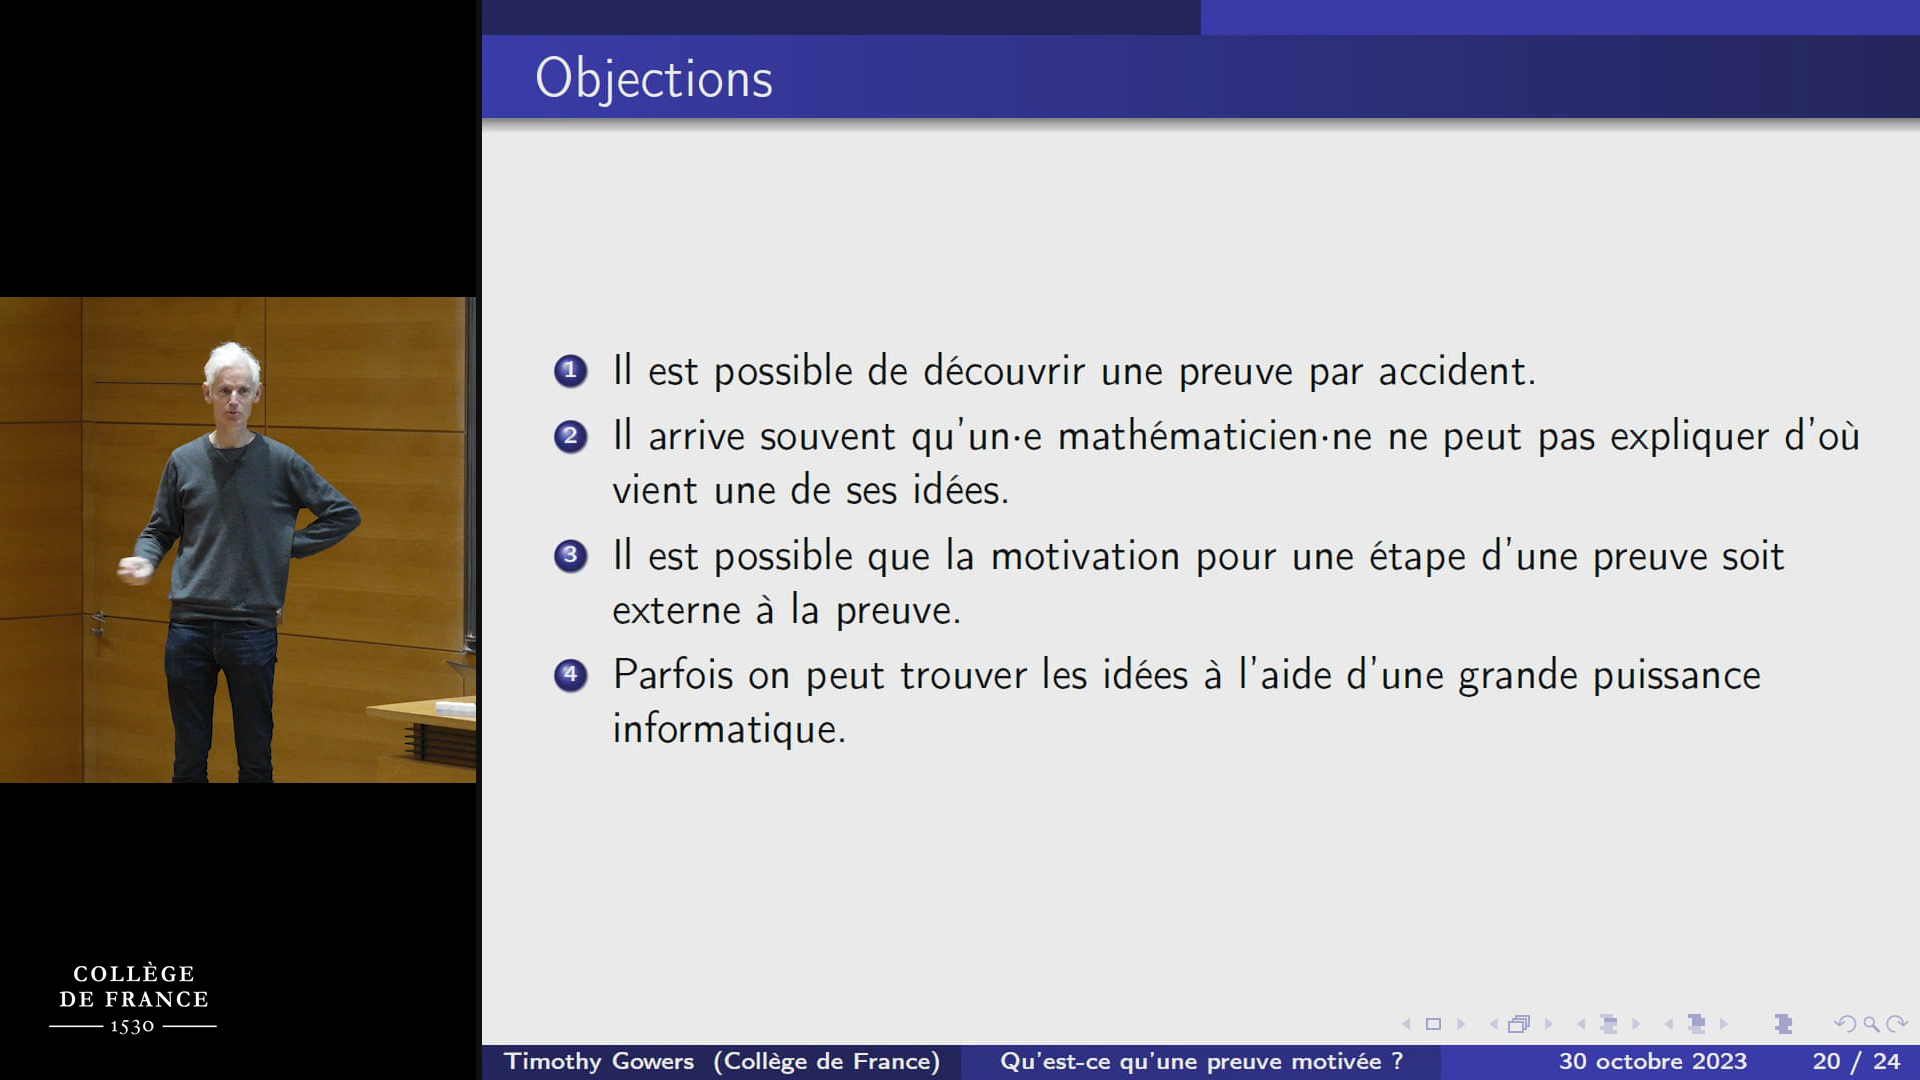 Objections
1 Il est possible de découvrir une preuve par accident.
2 Il arrive souvent qu'un·e mathématicien·ne ne peut pas expliquer d'où
vient une de ses idées.
3 Il est possible que la motivation pour une étape d'une preuve soit
externe à la preuve.
4 Parfois on peut trouver les idées à l'aide d'une grande puissance
informatique.
COLLÈGE
DE FRANCE
1530
Timothy Gowers (Collège de France) Qu'est-ce qu'une preuve motivée ? 30 octobre 2023 20 / 24